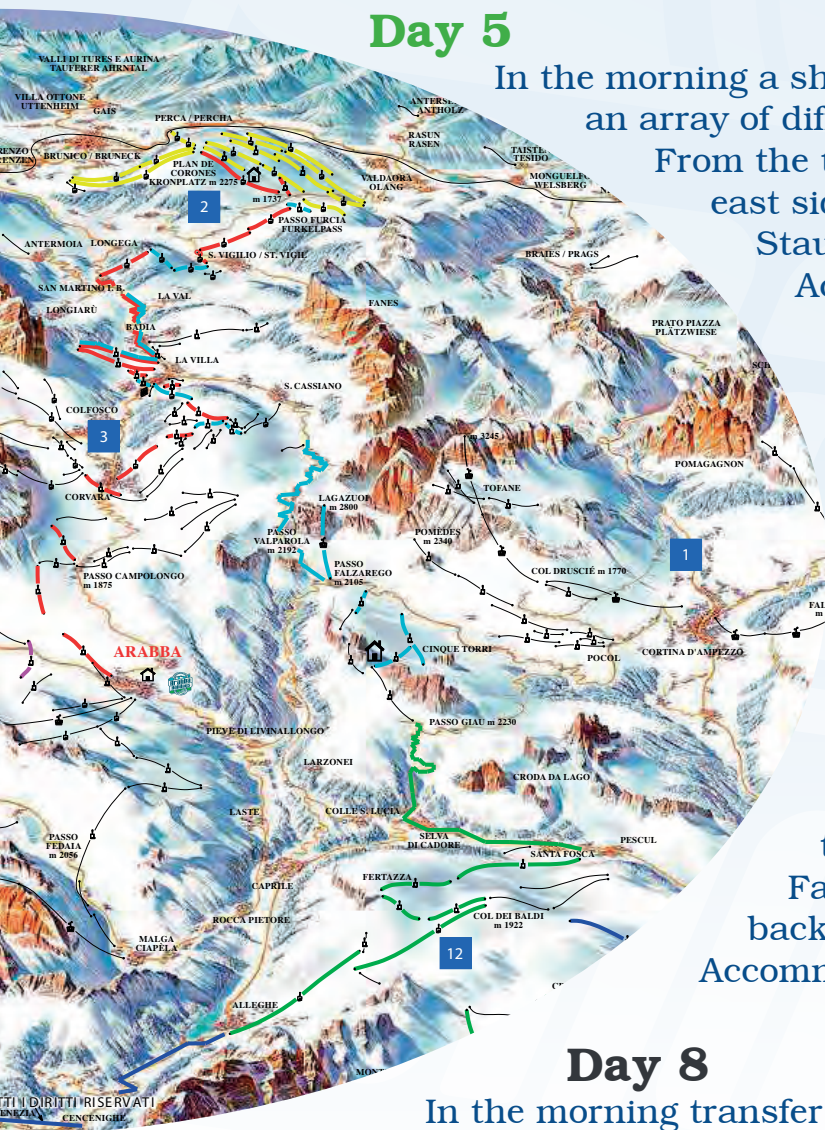 Day 5
In the morning a sh
an array of dif
From the t
east sid
Stau
Ac
VALLI DI TURES E AURINA
TAUFERER AHRNTAL
VILLA OTTONE
UTTENHEIM
GAIS
PERCA / PERCHA
ANTHOLZ
RASUN
RASEN
BRUNICO / BRUNECK
PLAN DE
CORONES
KRONPLATZ m 2275
TESIDO
VALDAORA
OLANG
WELSBERG
2
m 1737
PASSO FURCIA
FURKELPASS
ANTERMOIA
LONGEGA
S. VIGILIO / ST. VIGIL
BRAIES / PRAGS
SAN MARTINO I. B.
LA VAL
LONGIARÙ
FANES
BADIA
PRATO PIAZZA
PLÄTZWIESE
LA VILLA
S. CASSIANO
COLFOSCO
3
m 3245
POMAGAGNON
CORVARA
TOFANE
LAGAZUOI
m 2800
PASSO
VALPAROLA
m 2192
POMEDES
m 2340
1
PASSO
FALZAREGO
m 2105
COL DRUSCIÉ m 1770
PASSO CAMPOLONGO
m 1875
ARABBA
CINQUE TORRI
POCOL
CORTINA D'AMPEZZO
PASSO GIAU m 2230
PIEVE DI LIVINALLONGO
LARZONEI
CRODA DA LAGO
LASTE
COLLE S. LUCIA
PASSO
FEDAIA
m 2056
SELVA
DI CADORE
PESCUL
SANTA FOSCA
t
FERTAZZA
CAPRILE
Fa
ROCCA PIETORE
COL DEI BALDI
m 1922
back
MALGA
CIAPÈLA
12
Accomm
ALLEGHE
Day 8
TTI I DIRITTI RISERVATI
In the morning transfer
CENCENIGHE